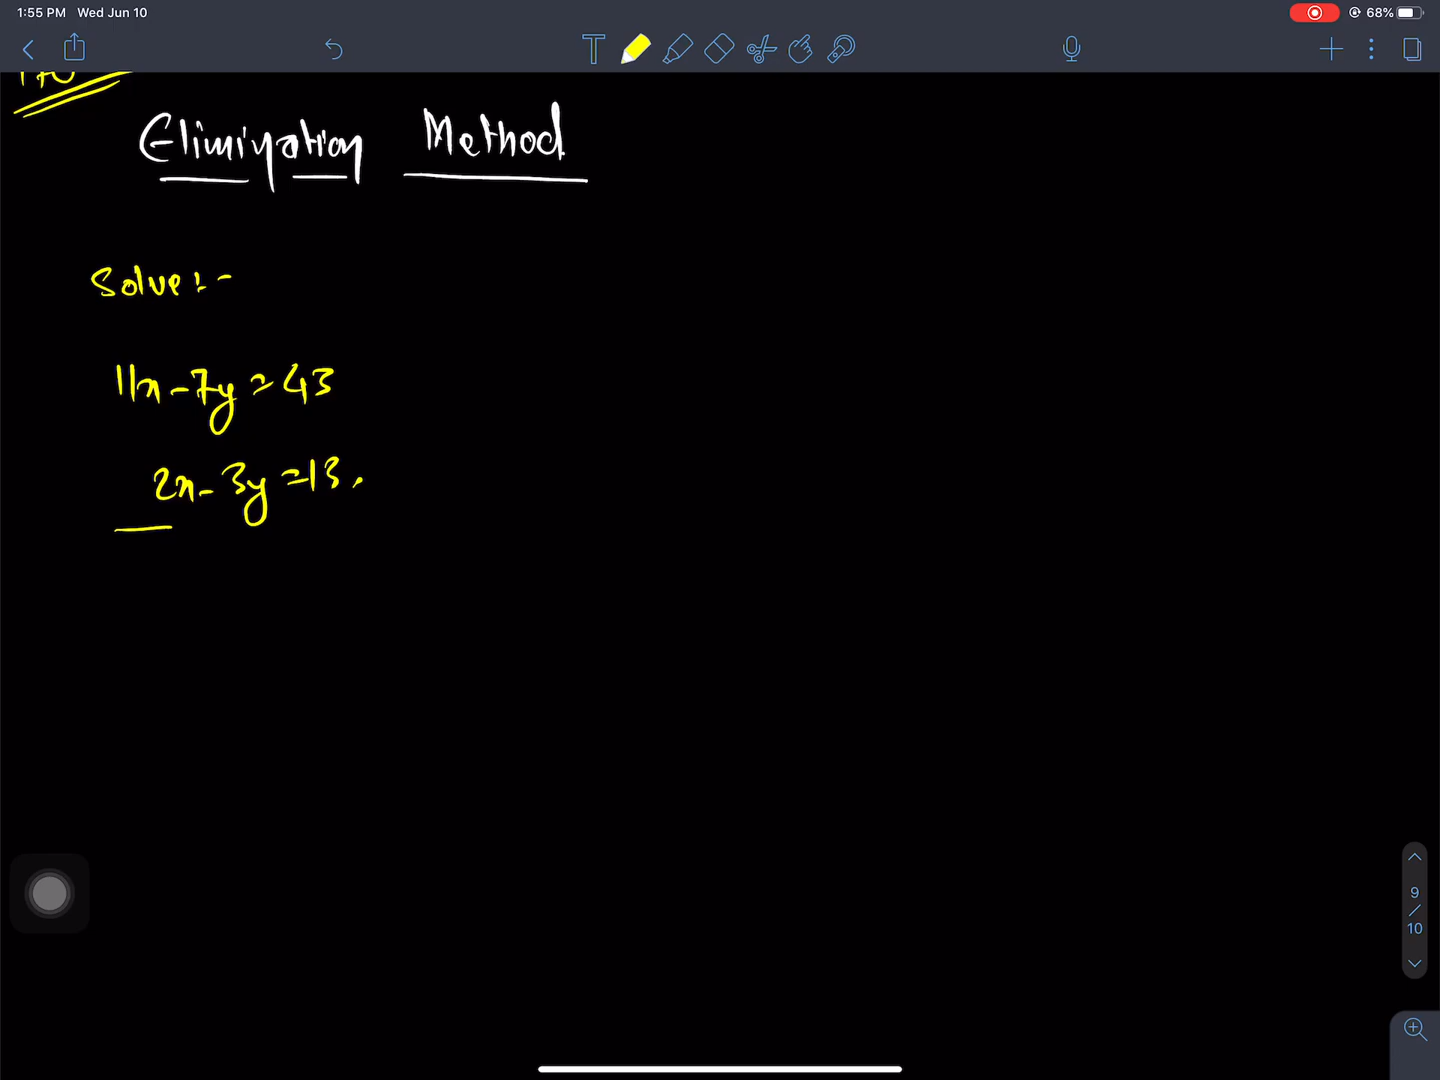 1:55 PM Wed Jun 10
68%
Elimination Method
Solve :-
11x - 7y = 43
2x - 3y = 13.
9
/
10